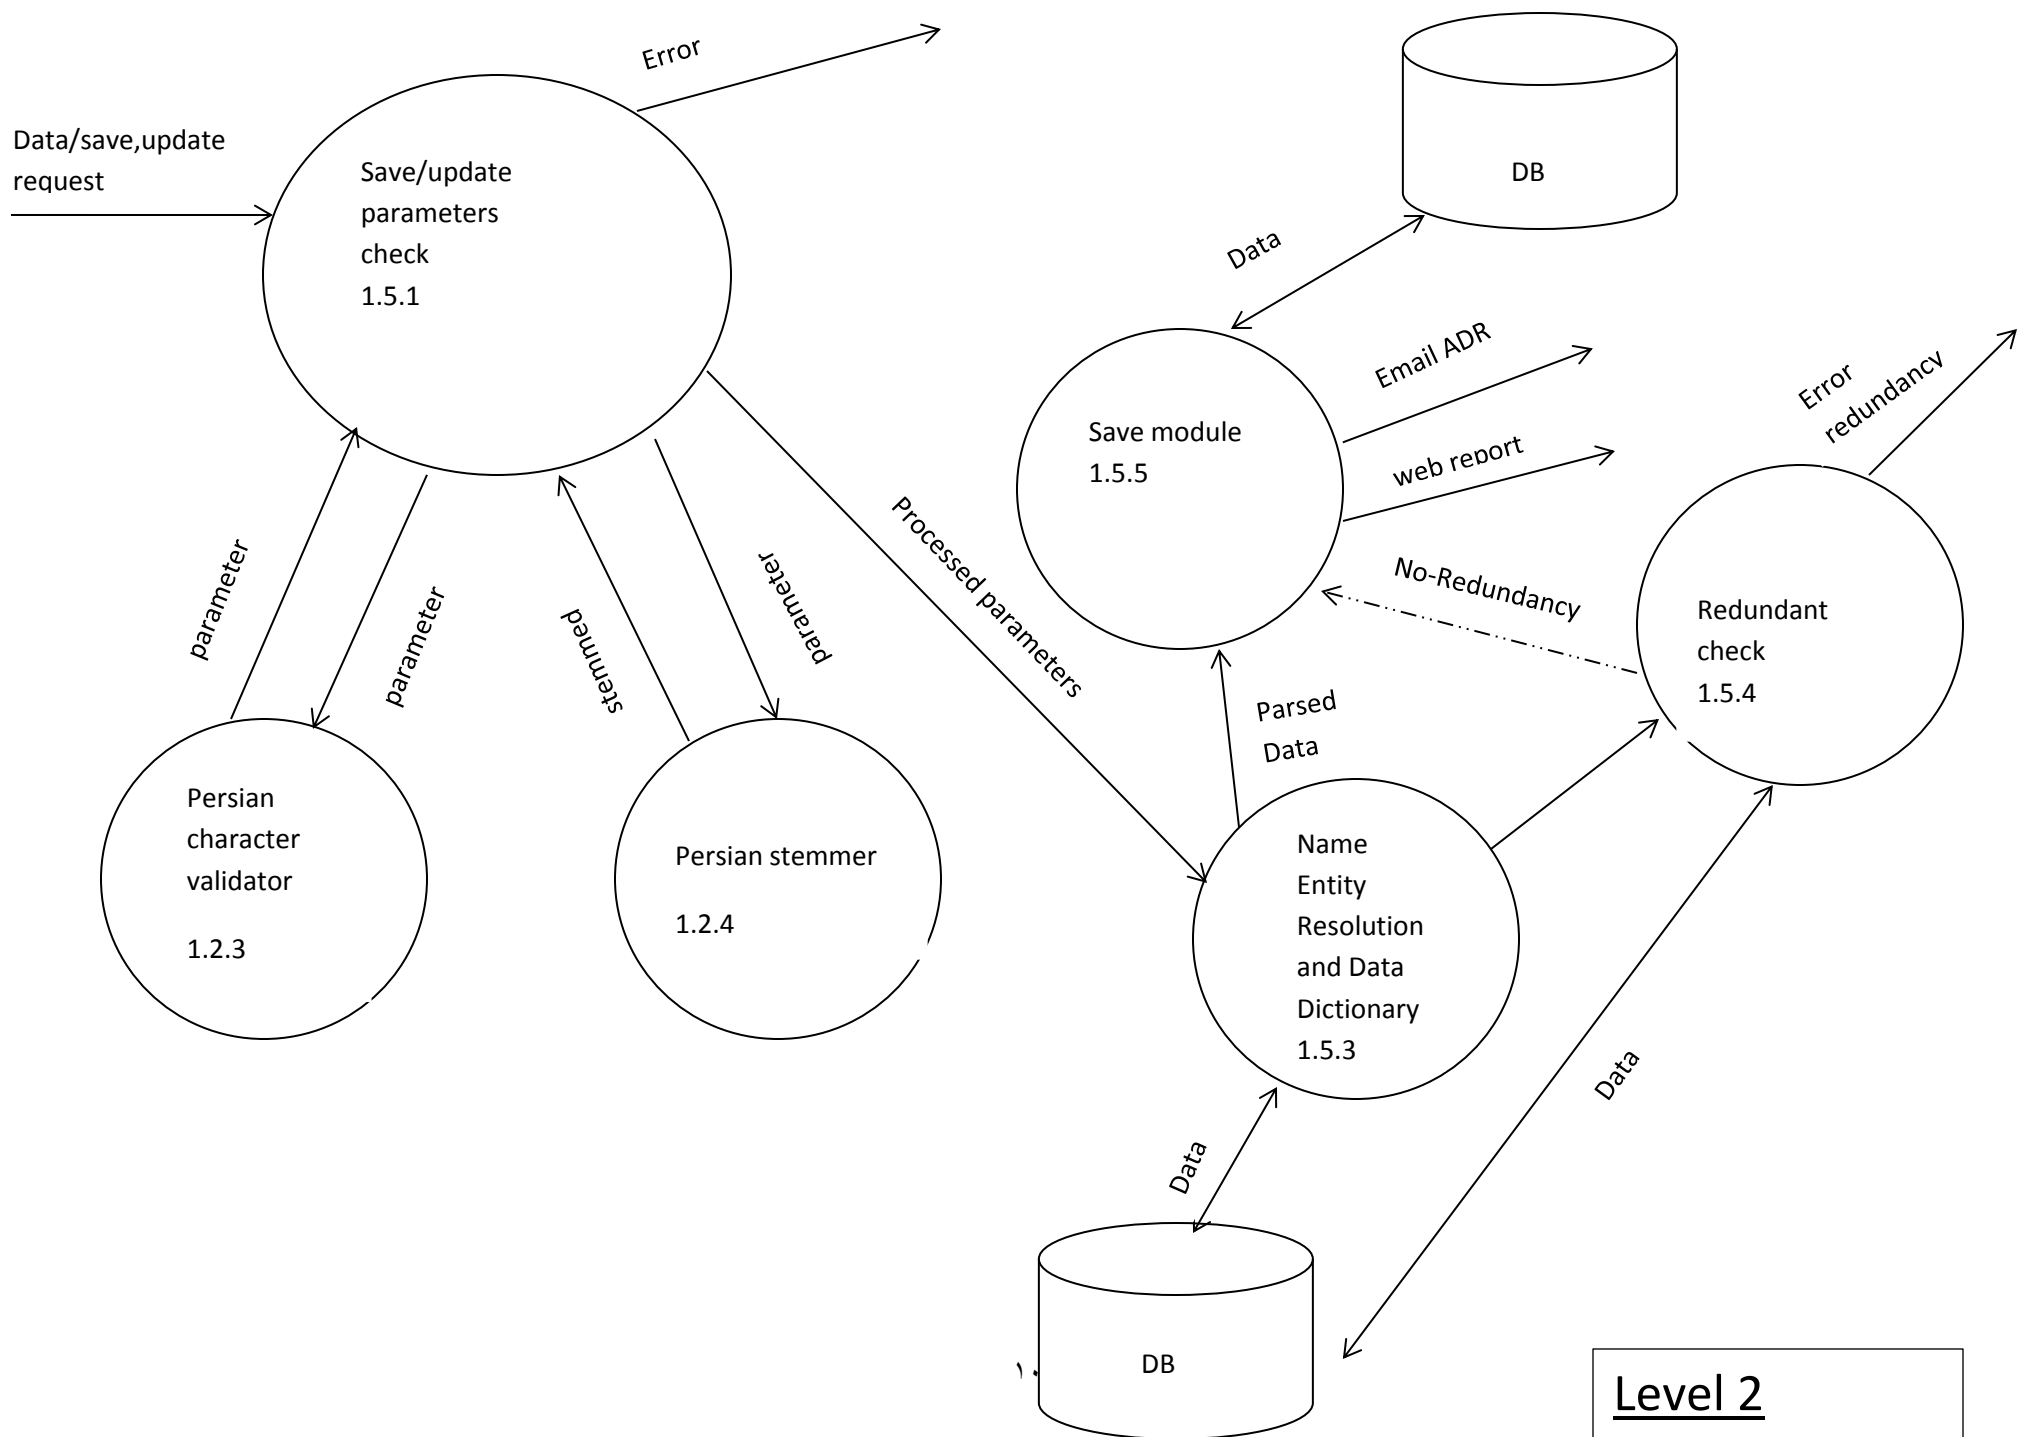 Error
Data/save,update
request
Save/update
parameters
check
1.5.1
DB
Data
Email ADR
web report
Error
redundancy
Save module
1.5.5
No-Redundancy
Redundant
check
1.5.4
Processed parameters
parameter
parameter
stemmed
parameter
Parsed
Data
Persian
character
validator
1.2.3
Persian stemmer
1.2.4
Name
Entity
Resolution
and Data
Dictionary
1.5.3
Data
Data
DB
۱۰
Level 2